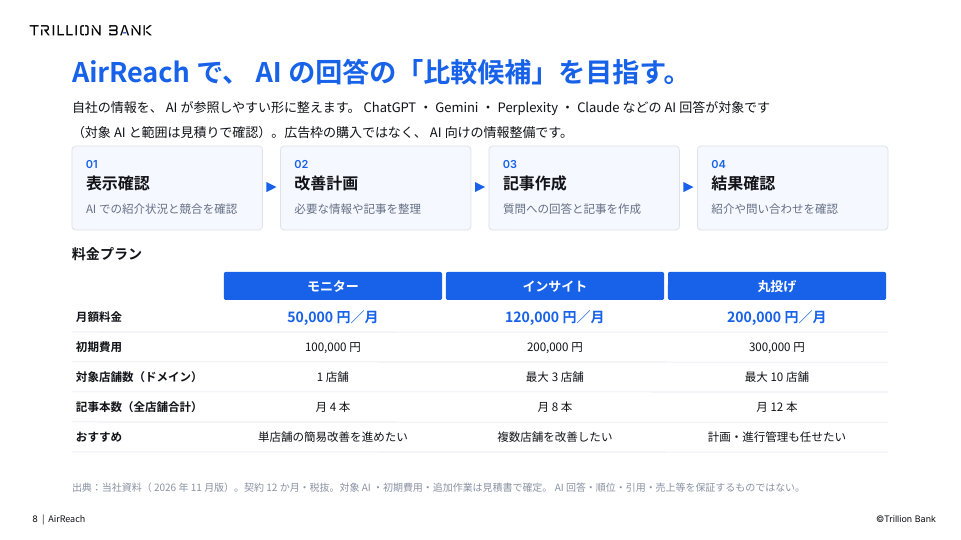 TRILLION BANK
AirReach で、 AI の回答の「比較候補」を目指す。
自社の情報を、 AI が参照しやすい形に整えます。 ChatGPT ・ Gemini ・ Perplexity ・ Claude などの AI 回答が対象です
（対象 AI と範囲は見積りで確認）。広告枠の購入ではなく、 AI 向けの情報整備です。
01
表示確認
AI での紹介状況と競合を確認
▶
02
改善計画
必要な情報や記事を整理
▶
03
記事作成
質問への回答と記事を作成
▶
04
結果確認
紹介や問い合わせを確認
料金プラン
モニター インサイト 丸投げ
月額料金 50,000 円／月 120,000 円／月 200,000 円／月
初期費用 100,000 円 200,000 円 300,000 円
対象店舗数（ドメイン） 1 店舗 最大 3 店舗 最大 10 店舗
記事本数（全店舗合計） 月 4 本 月 8 本 月 12 本
おすすめ 単店舗の簡易改善を進めたい 複数店舗を改善したい 計画・進行管理も任せたい
出典：当社資料（ 2026 年 11 月版）。契約 12 か月・税抜。対象 AI ・初期費用・追加作業は見積書で確定。 AI 回答・順位・引用・売上等を保証するものではない。
8 | AirReach
©Trillion Bank